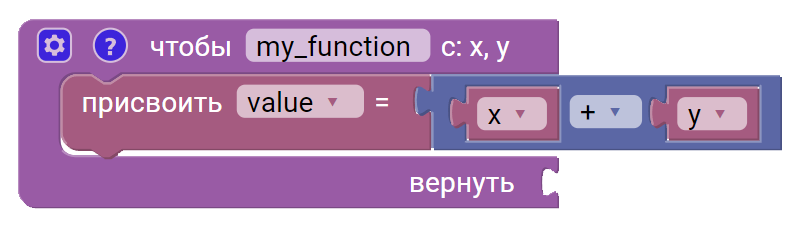 ? чтобы my_function с: x, y
присвоить value = x + y
вернуть